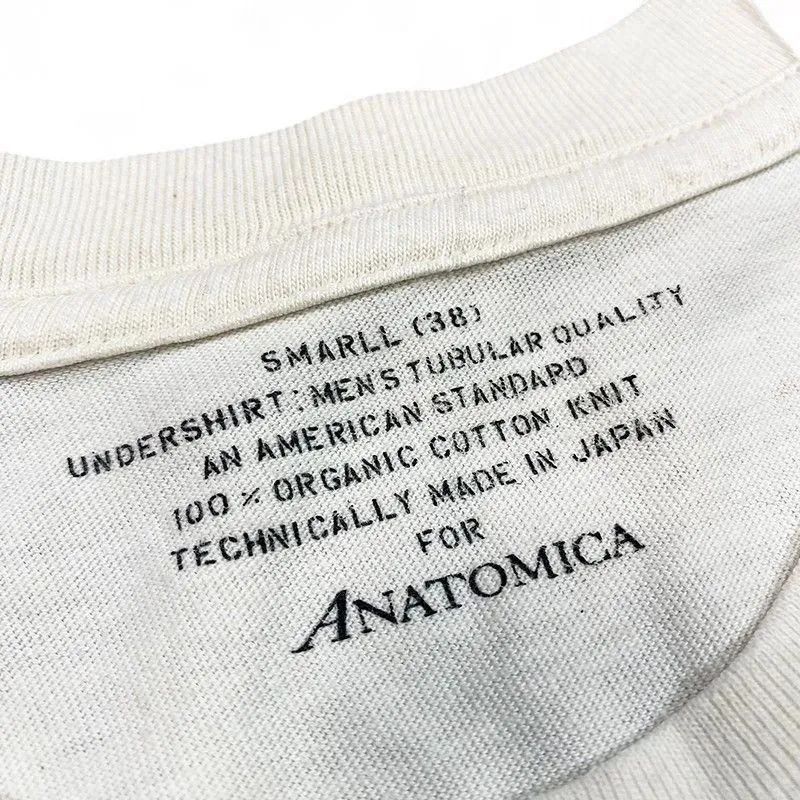 SMARLL (38)
UNDERSHIRT: MEN'S TUBULAR QUALITY
AN AMERICAN STANDARD
100% ORGANIC COTTON KNIT
TECHNICALLY MADE IN JAPAN
FOR
ANATOMICA